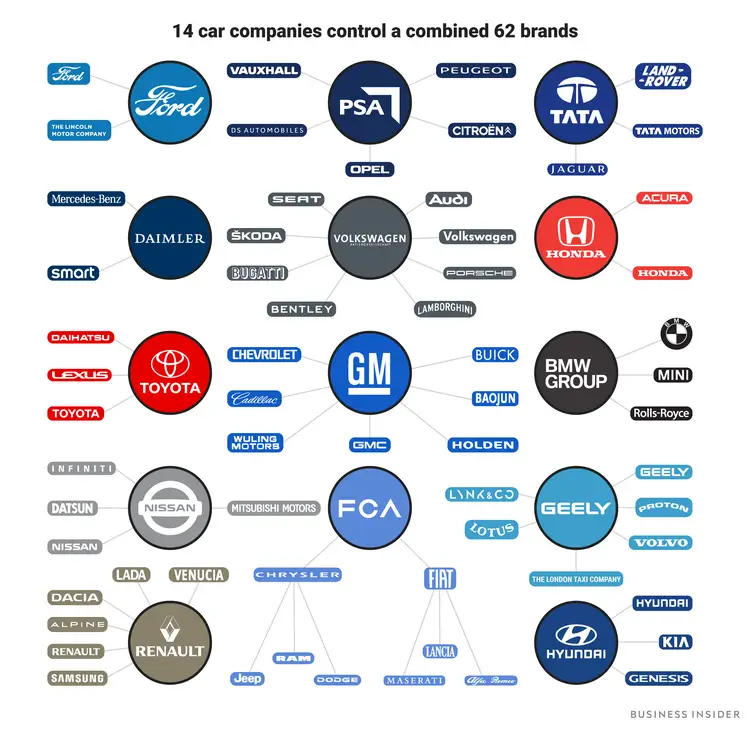 14 car companies control a combined 62 brands
Ford
THE LINCOLN
MOTOR COMPANY
Ford
VAUXHALL
DS AUTOMOBILES
PSA
PEUGEOT
CITROËN
OPEL
TATA
LAND-
-ROVER
TATA MOTORS
JAGUAR
Mercedes-Benz
smart
DAIMLER
SEAT
ŠKODA
BUGATTI
BENTLEY
VOLKSWAGEN
AKTIENGESELLSCHAFT
Audi
Volkswagen
PORSCHE
LAMBORGHINI
HONDA
ACURA
HONDA
DAIHATSU
LEXUS
TOYOTA
TOYOTA
CHEVROLET
Cadillac
WULING
MOTORS
GM
GMC
BUICK
BAOJUN
HOLDEN
BMW
GROUP
BMW
MINI
Rolls-Royce
INFINITI
DATSUN
NISSAN
NISSAN
MITSUBISHI MOTORS
FCA
CHRYSLER
Jeep
RAM
DODGE
FIAT
LANCIA
MASERATI
Alfa Romeo
LYNK&CO
LOTUS
GEELY
GEELY
PROTON
VOLVO
THE LONDON TAXI COMPANY
LADA
VENUCIA
DACIA
ALPINE
RENAULT
SAMSUNG
RENAULT
HYUNDAI
HYUNDAI
KIA
GENESIS
BUSINESS INSIDER